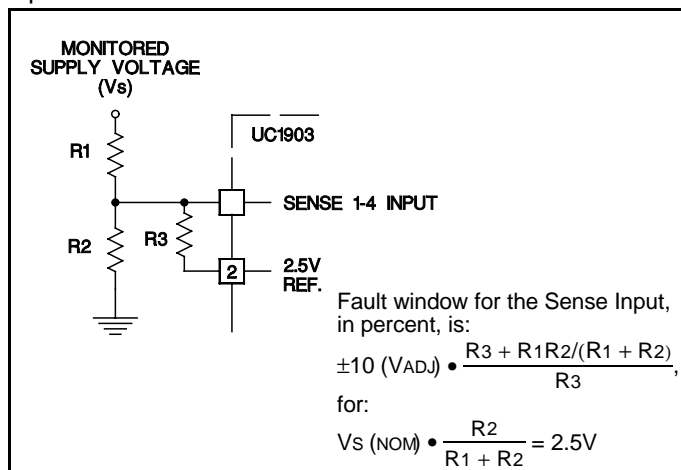 MONITORED
SUPPLY VOLTAGE
(Vs)
UC1903
R1
SENSE 1-4 INPUT
R2
R3
2
2.5V
REF.
Fault window for the Sense Input,
in percent, is:
±10 (VADJ) • R3 + R1R2/(R1 + R2) / R3,
for:
VS (NOM) • R2 / R1 + R2 = 2.5V